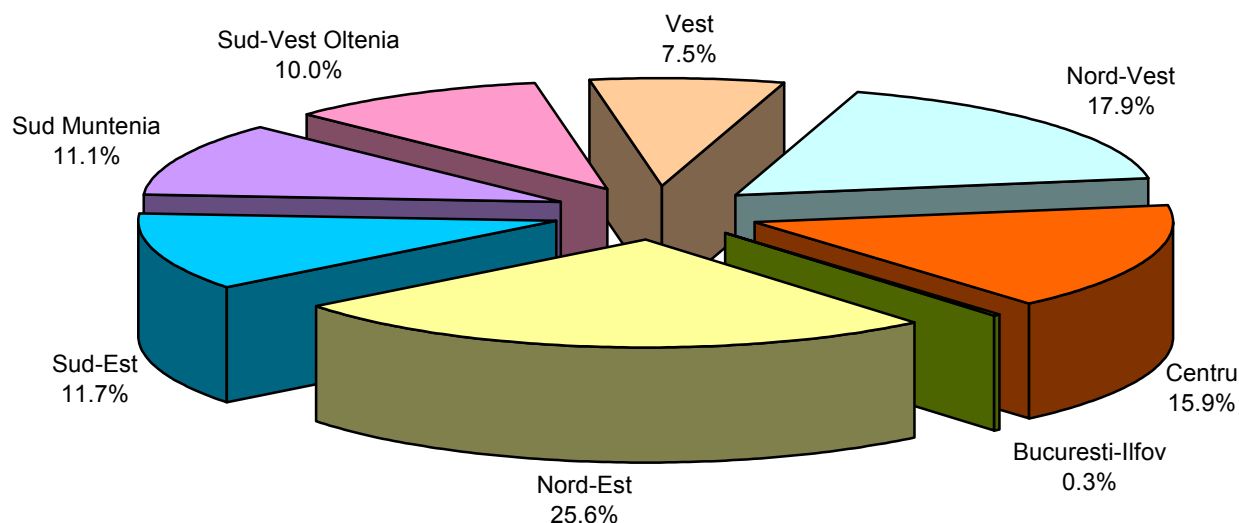 Vest
7.5%
Sud-Vest Oltenia
10.0%
Nord-Vest
17.9%
Sud Muntenia
11.1%
Sud-Est
11.7%
Centru
15.9%
Bucuresti-Ilfov
0.3%
Nord-Est
25.6%